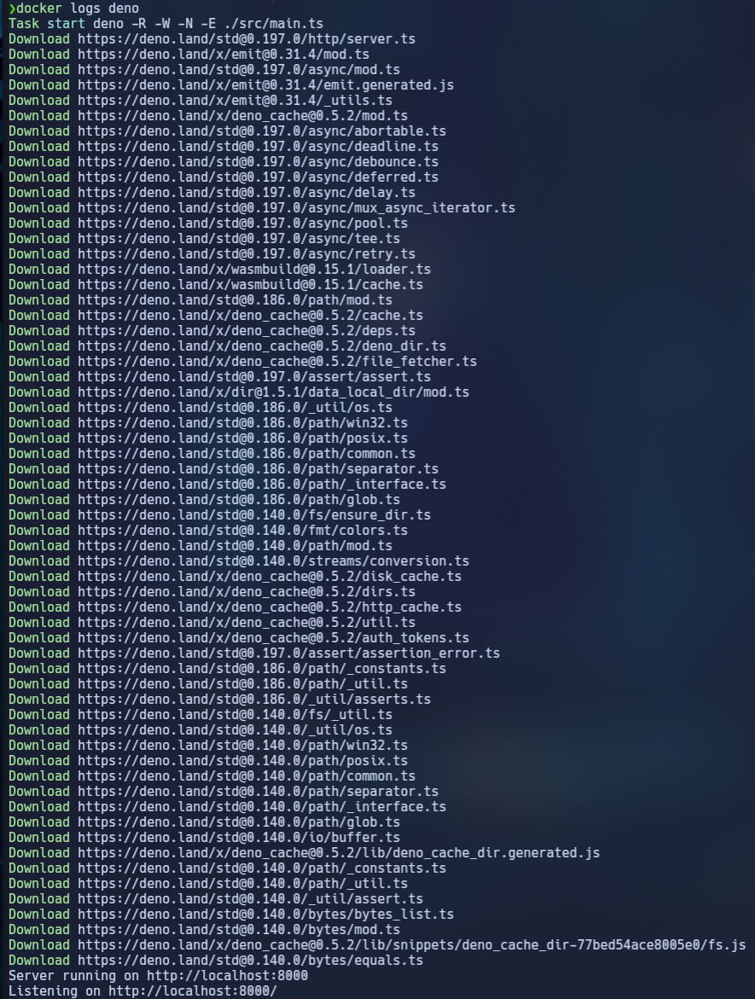 ❯docker logs deno
Task start deno -R -W -N -E ./src/main.ts
Download https://deno.land/std@0.197.0/http/server.ts
Download https://deno.land/x/emit@0.31.4/mod.ts
Download https://deno.land/std@0.197.0/async/mod.ts
Download https://deno.land/x/emit@0.31.4/emit.generated.js
Download https://deno.land/x/emit@0.31.4/_utils.ts
Download https://deno.land/x/deno_cache@0.5.2/mod.ts
Download https://deno.land/std@0.197.0/async/abortable.ts
Download https://deno.land/std@0.197.0/async/deadline.ts
Download https://deno.land/std@0.197.0/async/debounce.ts
Download https://deno.land/std@0.197.0/async/deferred.ts
Download https://deno.land/std@0.197.0/async/delay.ts
Download https://deno.land/std@0.197.0/async/mux_async_iterator.ts
Download https://deno.land/std@0.197.0/async/pool.ts
Download https://deno.land/std@0.197.0/async/tee.ts
Download https://deno.land/std@0.197.0/async/retry.ts
Download https://deno.land/x/wasmbuild@0.15.1/loader.ts
Download https://deno.land/x/wasmbuild@0.15.1/cache.ts
Download https://deno.land/std@0.186.0/path/mod.ts
Download https://deno.land/x/deno_cache@0.5.2/cache.ts
Download https://deno.land/x/deno_cache@0.5.2/deps.ts
Download https://deno.land/x/deno_cache@0.5.2/deno_dir.ts
Download https://deno.land/x/deno_cache@0.5.2/file_fetcher.ts
Download https://deno.land/std@0.197.0/assert/assert.ts
Download https://deno.land/x/dir@1.5.1/data_local_dir/mod.ts
Download https://deno.land/std@0.186.0/_util/os.ts
Download https://deno.land/std@0.186.0/path/win32.ts
Download https://deno.land/std@0.186.0/path/posix.ts
Download https://deno.land/std@0.186.0/path/common.ts
Download https://deno.land/std@0.186.0/path/separator.ts
Download https://deno.land/std@0.186.0/path/_interface.ts
Download https://deno.land/std@0.186.0/path/glob.ts
Download https://deno.land/std@0.140.0/fs/ensure_dir.ts
Download https://deno.land/std@0.140.0/fmt/colors.ts
Download https://deno.land/std@0.140.0/path/mod.ts
Download https://deno.land/std@0.140.0/streams/conversion.ts
Download https://deno.land/x/deno_cache@0.5.2/disk_cache.ts
Download https://deno.land/x/deno_cache@0.5.2/dirs.ts
Download https://deno.land/x/deno_cache@0.5.2/http_cache.ts
Download https://deno.land/x/deno_cache@0.5.2/util.ts
Download https://deno.land/x/deno_cache@0.5.2/auth_tokens.ts
Download https://deno.land/std@0.197.0/assert/assertion_error.ts
Download https://deno.land/std@0.186.0/path/_constants.ts
Download https://deno.land/std@0.186.0/path/_util.ts
Download https://deno.land/std@0.186.0/_util/asserts.ts
Download https://deno.land/std@0.140.0/fs/_util.ts
Download https://deno.land/std@0.140.0/_util/os.ts
Download https://deno.land/std@0.140.0/path/win32.ts
Download https://deno.land/std@0.140.0/path/posix.ts
Download https://deno.land/std@0.140.0/path/common.ts
Download https://deno.land/std@0.140.0/path/separator.ts
Download https://deno.land/std@0.140.0/path/_interface.ts
Download https://deno.land/std@0.140.0/path/glob.ts
Download https://deno.land/std@0.140.0/io/buffer.ts
Download https://deno.land/x/deno_cache@0.5.2/lib/deno_cache_dir.generated.js
Download https://deno.land/std@0.140.0/path/_constants.ts
Download https://deno.land/std@0.140.0/path/_util.ts
Download https://deno.land/std@0.140.0/_util/assert.ts
Download https://deno.land/std@0.140.0/bytes/bytes_list.ts
Download https://deno.land/std@0.140.0/bytes/mod.ts
Download https://deno.land/x/deno_cache@0.5.2/lib/snippets/deno_cache_dir-77bed54ace8005e0/fs.js
Download https://deno.land/std@0.140.0/bytes/equals.ts
Server running on http://localhost:8000
Listening on http://localhost:8000/